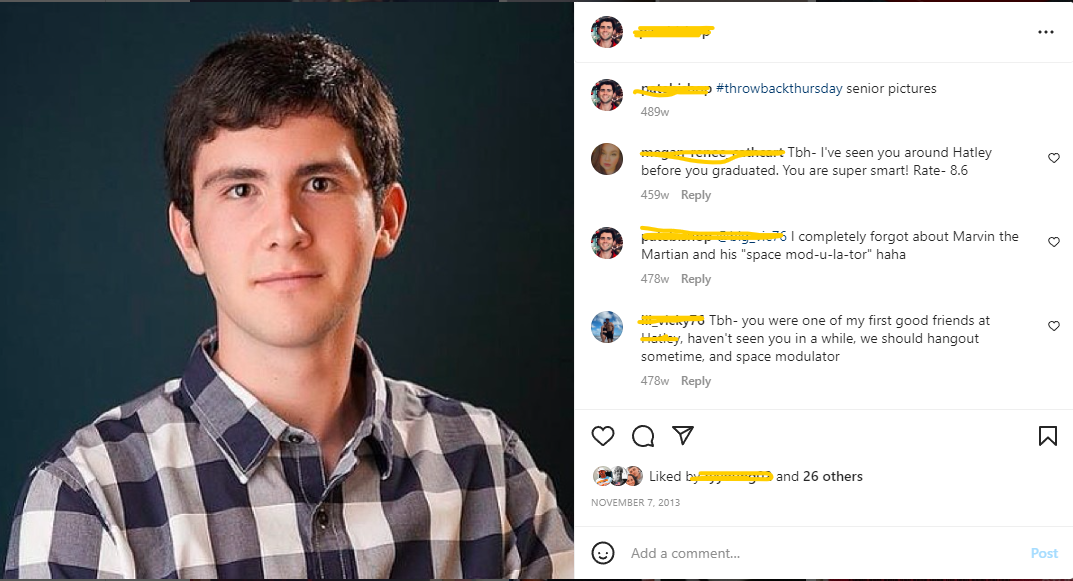 #throwbackthursday senior pictures
489w
Tbh- I've seen you around Hatley
before you graduated. You are super smart! Rate- 8.6
459w Reply
I completely forgot about Marvin the
Martian and his "space mod-u-la-tor" haha
478w Reply
Tbh- you were one of my first good friends at
haven't seen you in a while, we should hangout
sometime, and space modulator
478w Reply
Liked by and 26 others
NOVEMBER 7, 2013
Add a comment... Post